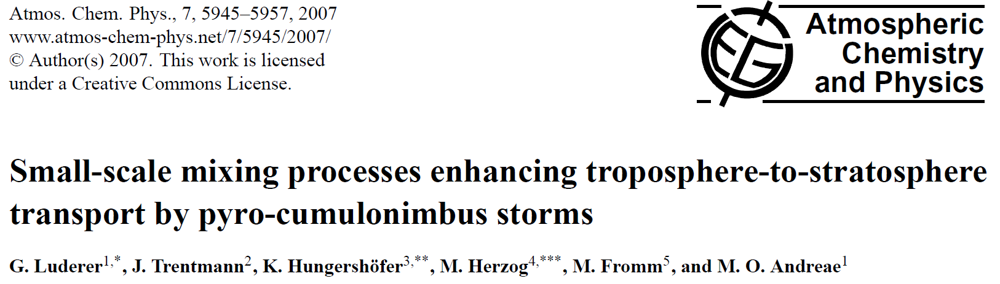 Atmos. Chem. Phys., 7, 5945–5957, 2007
www.atmos-chem-phys.net/7/5945/2007/
© Author(s) 2007. This work is licensed
under a Creative Commons License.
EGU
Atmospheric
Chemistry
and Physics
Small-scale mixing processes enhancing troposphere-to-stratosphere
transport by pyro-cumulonimbus storms
G. Luderer1,*, J. Trentmann2, K. Hungershöfer3,**, M. Herzog4,***, M. Fromm5, and M. O. Andreae1